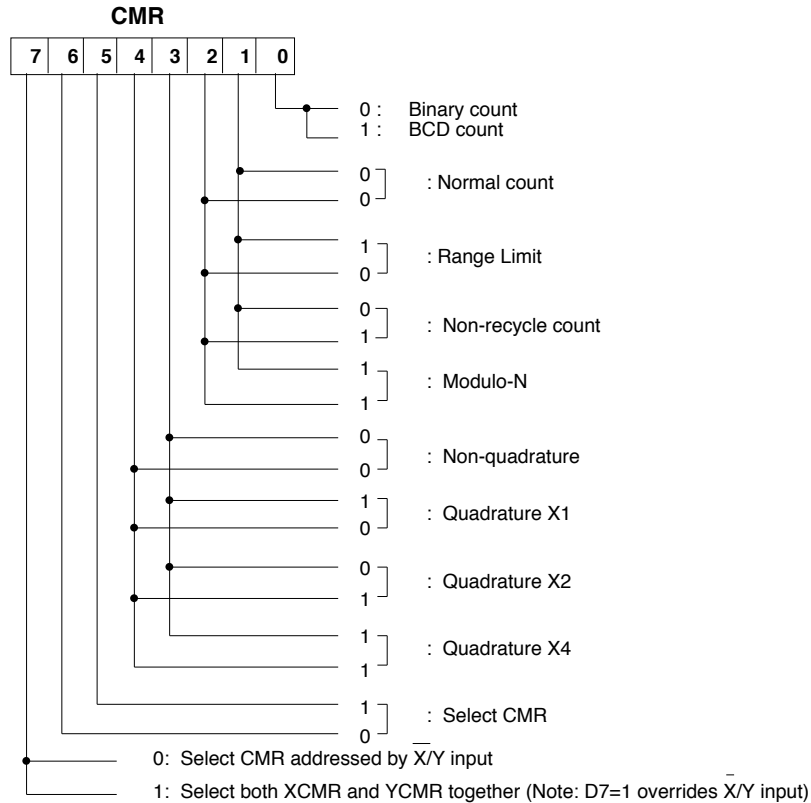 CMR
7 6 5 4 3 2 1 0
0 : Binary count
1 : BCD count
0
: Normal count
0
1
: Range Limit
0
0
: Non-recycle count
1
1
: Modulo-N
1
0
: Non-quadrature
0
1
: Quadrature X1
0
0
: Quadrature X2
1
1
: Quadrature X4
1
1
: Select CMR
0
0: Select CMR addressed by X̅/Y input
1: Select both XCMR and YCMR together (Note: D7=1 overrides X̅/Y input)